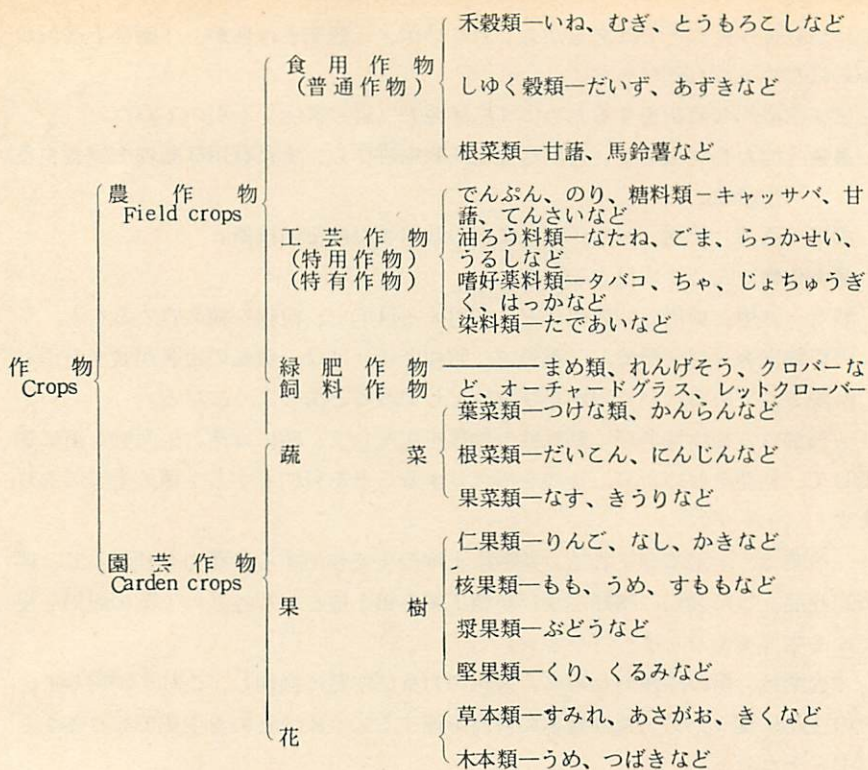 禾穀類―いね、むぎ、とうもろこしなど
食用作物
(普通作物)
しゆく穀類―だいず、あずきなど
根菜類―甘藷、馬鈴薯など
農作物
Field crops
でんぷん、のり、糖料類－キャッサバ、甘
藷、てんさいなど
工芸作物
(特用作物)
(特有作物)
油ろう料類―なたね、ごま、らっかせい、
うるしなど
嗜好薬料類―タバコ、ちゃ、じょちゅうぎ
く、はっかなど
染料類―たであいなど
作物
Crops
緑肥作物――――まめ類、れんげそう、クロバーな
飼料作物 ど、オーチャードグラス、レットクローバー
葉菜類―つけな類、かんらんなど
蔬菜
根菜類―だいこん、にんじんなど
果菜類―なす、きうりなど
園芸作物
Carden crops
仁果類―りんご、なし、かきなど
核果類―もも、うめ、すももなど
果樹
漿果類―ぶどうなど
堅果類―くり、くるみなど
草本類―すみれ、あさがお、きくなど
花
木本類―うめ、つばきなど